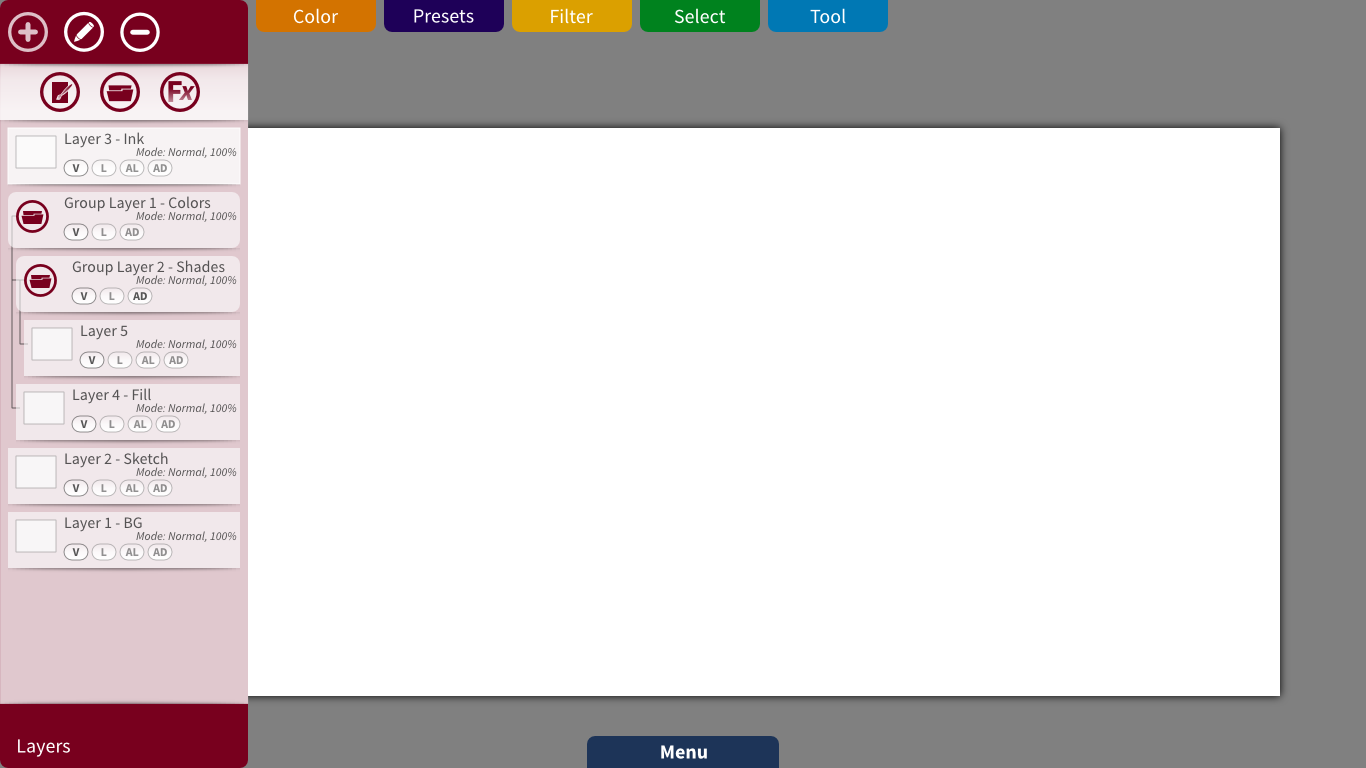 Color Presets Filter Select Tool
Fx
Layer 3 - Ink
Mode: Normal, 100%
V L AL AD
Group Layer 1 - Colors
Mode: Normal, 100%
V L AD
Group Layer 2 - Shades
Mode: Normal, 100%
V L AD
Layer 5
Mode: Normal, 100%
V L AL AD
Layer 4 - Fill
Mode: Normal, 100%
V L AL AD
Layer 2 - Sketch
Mode: Normal, 100%
V L AL AD
Layer 1 - BG
Mode: Normal, 100%
V L AL AD
Layers
Menu